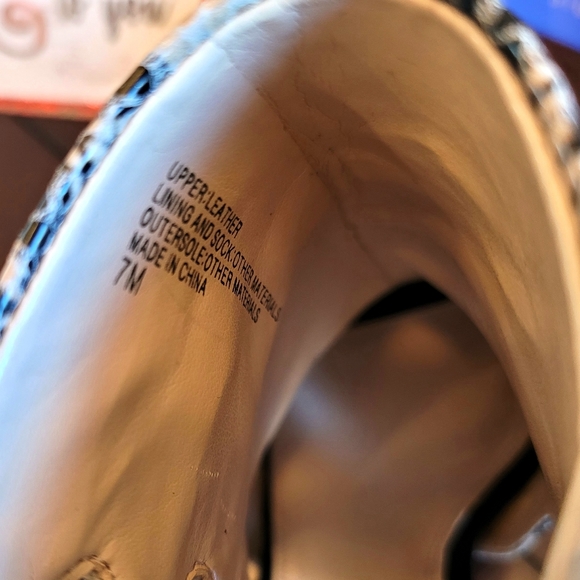 UPPER:LEATHER
LINING AND SOCK:OTHER MATERIALS
OUTERSOLE:OTHER MATERIALS
MADE IN CHINA
7M